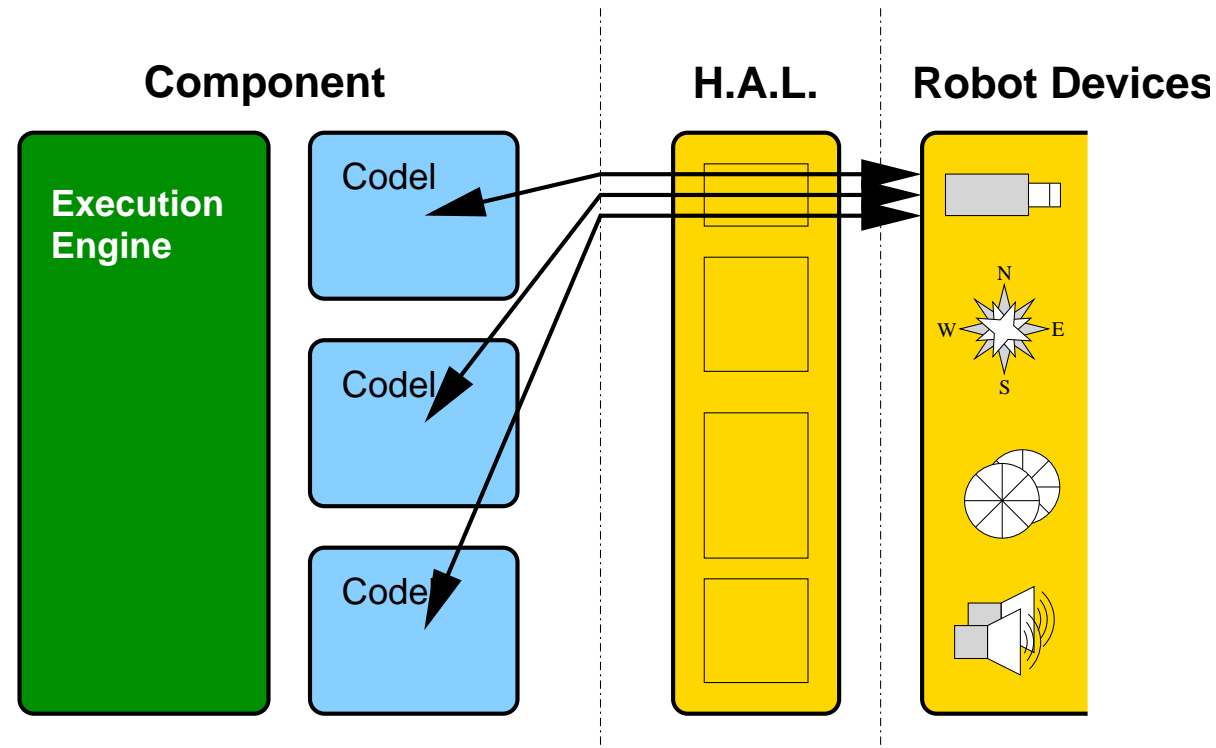 Component
H.A.L.
Robot Devices
Execution
Engine
Codel
Codel
Codel
N
W
E
S